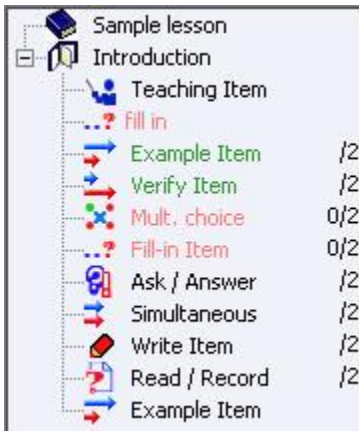 Sample lesson
Introduction
Teaching Item
fill in
Example Item /2
Verify Item /2
Mult. choice 0/2
Fill-in Item 0/2
Ask / Answer /2
Simultaneous /2
Write Item /2
Read / Record /2
Example Item